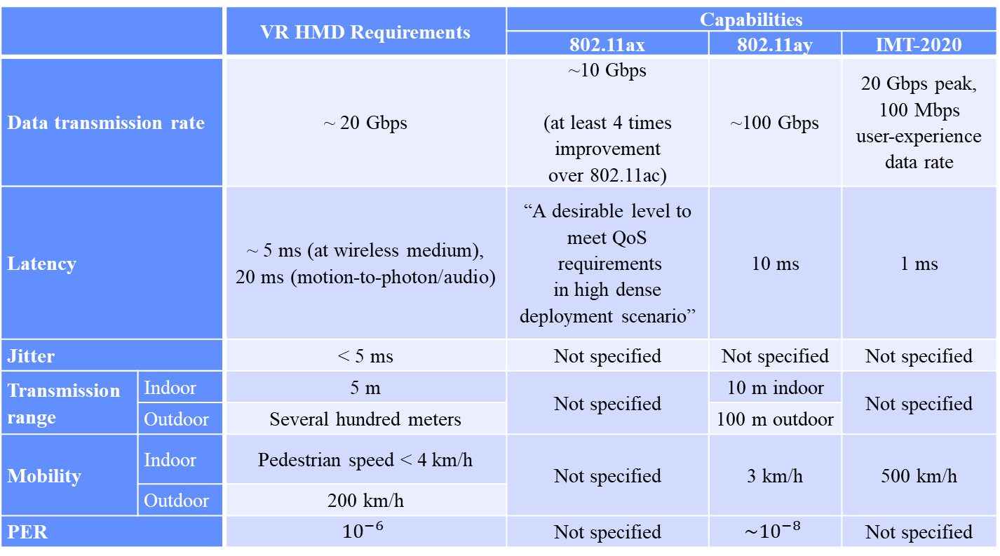 VR HMD Requirements
Capabilities
802.11ax
802.11ay
IMT-2020
Data transmission rate
~ 20 Gbps
~10 Gbps
(at least 4 times
improvement
over 802.11ac)
~100 Gbps
20 Gbps peak,
100 Mbps
user-experience
data rate
Latency
~ 5 ms (at wireless medium),
20 ms (motion-to-photon/audio)
“A desirable level to
meet QoS
requirements
in high dense
deployment scenario”
10 ms
1 ms
Jitter
< 5 ms
Not specified
Not specified
Not specified
Transmission
range
Indoor
5 m
Not specified
10 m indoor
Not specified
Outdoor
Several hundred meters
100 m outdoor
Mobility
Indoor
Pedestrian speed < 4 km/h
Not specified
3 km/h
500 km/h
Outdoor
200 km/h
PER
10⁻⁶
Not specified
~10⁻⁸
Not specified